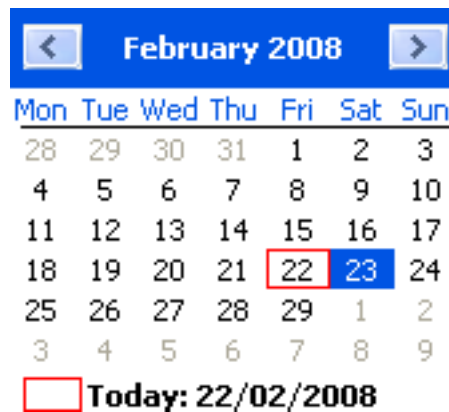 February 2008
Mon Tue Wed Thu Fri Sat Sun
28 29 30 31 1 2 3
4 5 6 7 8 9 10
11 12 13 14 15 16 17
18 19 20 21 22 23 24
25 26 27 28 29 1 2
3 4 5 6 7 8 9
Today: 22/02/2008